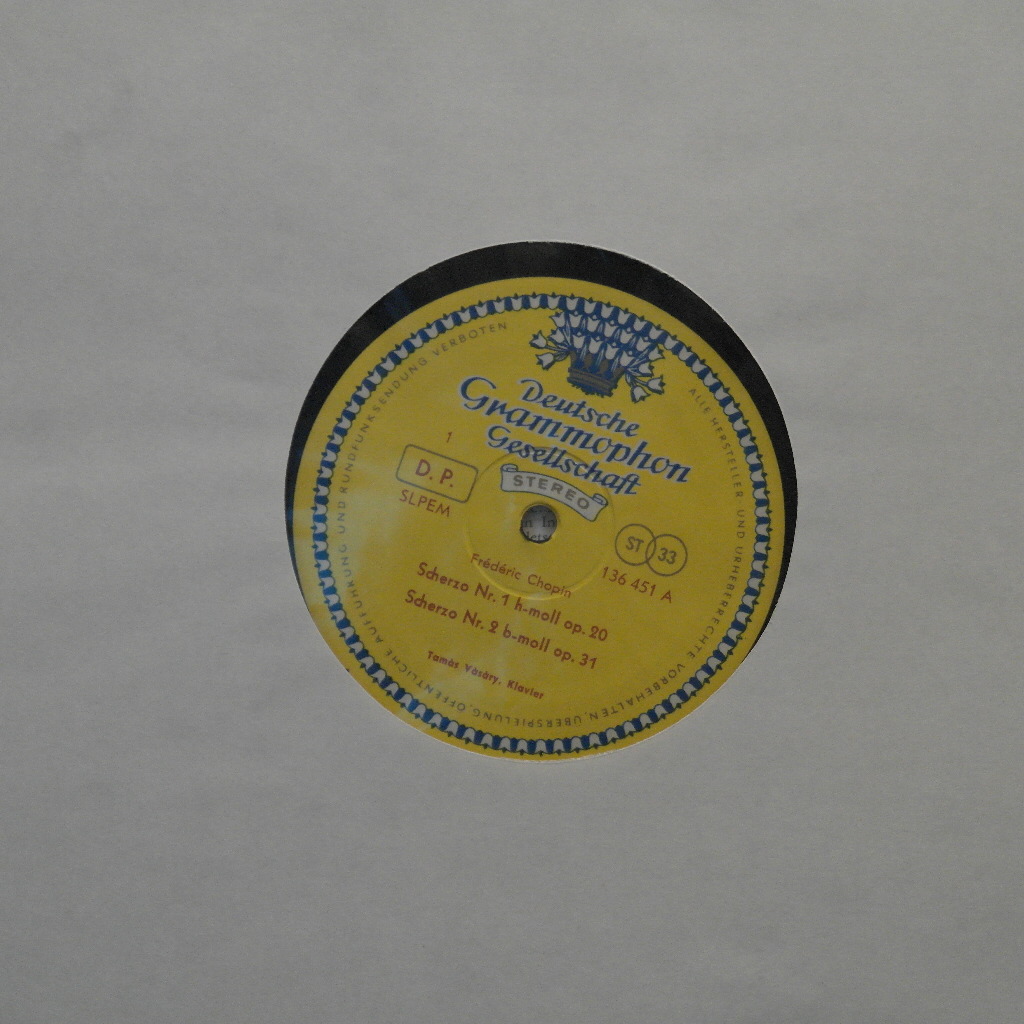 ALLE HERSTELLER UND URHEBERRECHTE VORBEHALTEN. ÜBERSPIELUNG, ÖFFENTLICHE AUFFÜHRUNG UND RUNDFUNKSENDUNG VERBOTEN
Deutsche
Grammophon
Gesellschaft
STEREO
1
D. P.
SLPEM
ST 33
136 451 A
Frédéric Chopin
Scherzo Nr. 1 h-moll op. 20
Scherzo Nr. 2 b-moll op. 31
Tamás Vásáry, Klavier